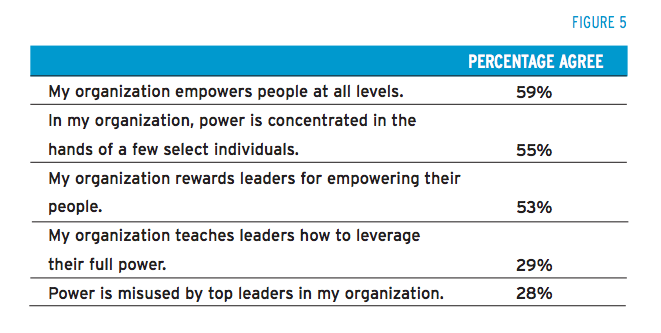 FIGURE 5
PERCENTAGE AGREE
My organization empowers people at all levels. 59%
In my organization, power is concentrated in the
hands of a few select individuals. 55%
My organization rewards leaders for empowering their
people. 53%
My organization teaches leaders how to leverage
their full power. 29%
Power is misused by top leaders in my organization. 28%